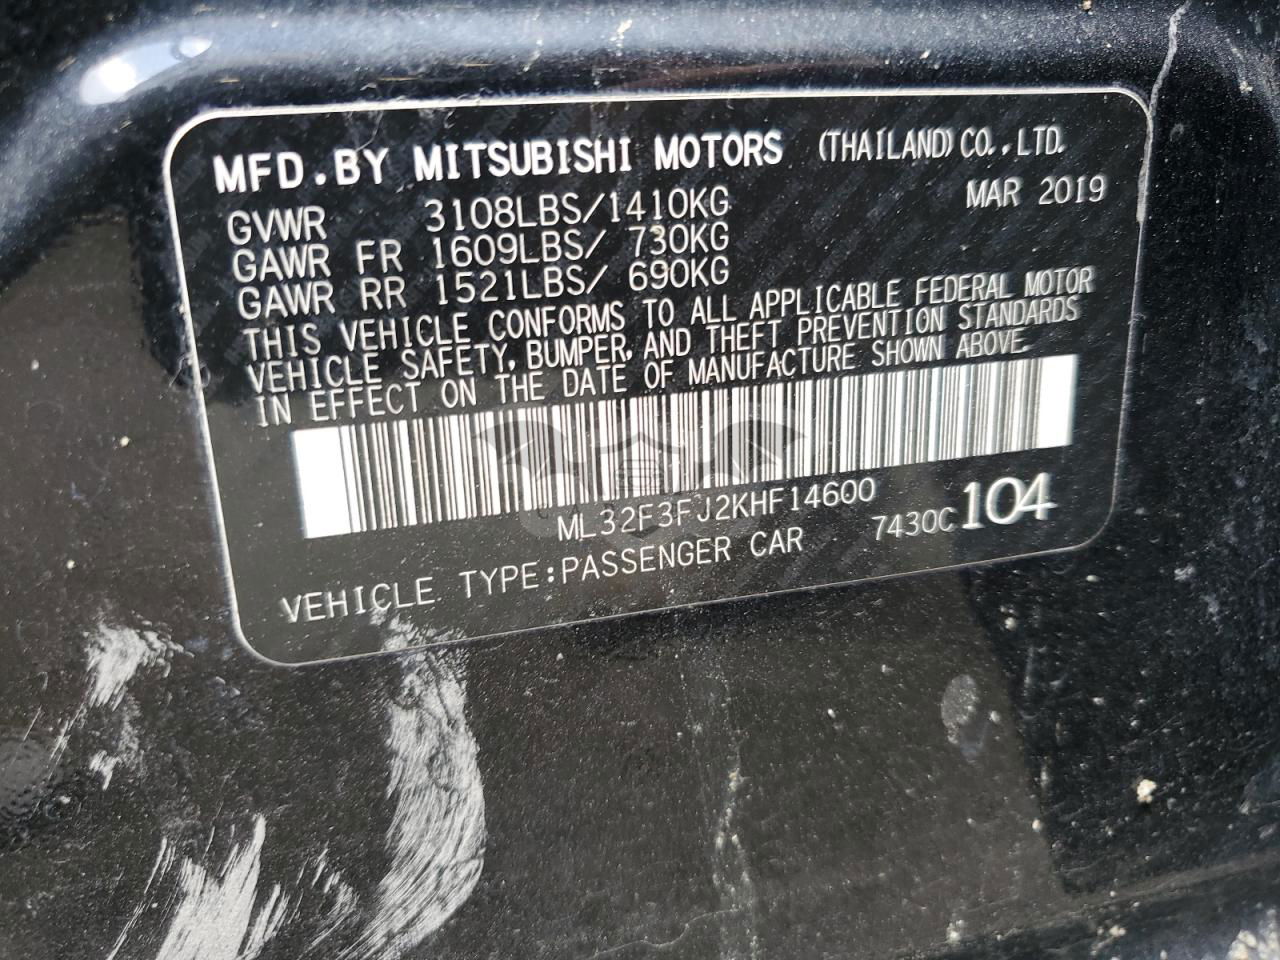 MFD.BY MITSUBISHI MOTORS (THAILAND) CO.,LTD.
MAR 2019
GVWR 3108LBS/1410KG
GAWR FR 1609LBS/ 730KG
GAWR RR 1521LBS/ 690KG
THIS VEHICLE CONFORMS TO ALL APPLICABLE FEDERAL MOTOR
VEHICLE SAFETY, BUMPER, AND THEFT PREVENTION STANDARDS
IN EFFECT ON THE DATE OF MANUFACTURE SHOWN ABOVE.
ML32F3FJ2KHF14600
7430C 104
VEHICLE TYPE:PASSENGER CAR